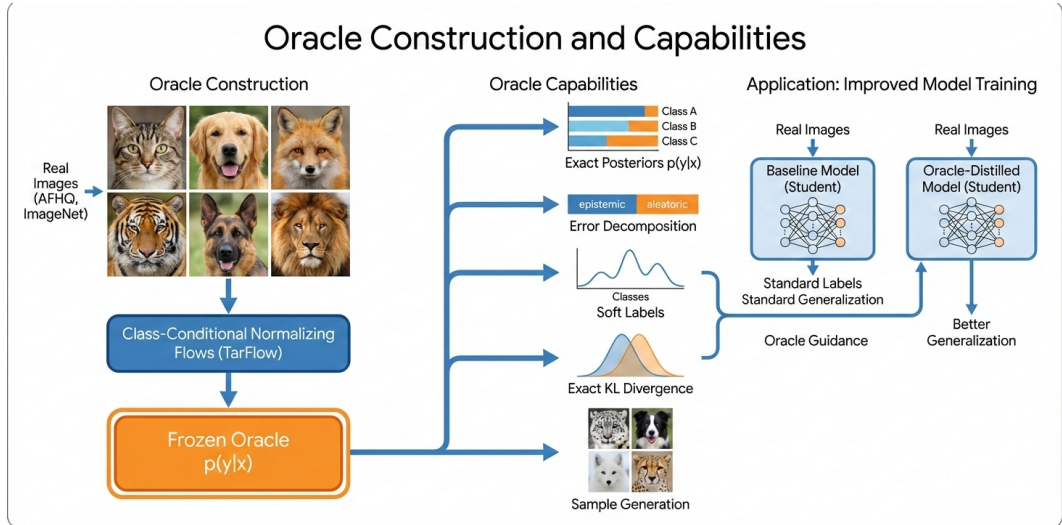 Oracle Construction and Capabilities
Oracle Construction
Real
Images
(AFHQ,
ImageNet)
Class-Conditional Normalizing
Flows (TarFlow)
Frozen Oracle
p(y|x)
Oracle Capabilities
Class A
Class B
Class C
Exact Posteriors p(y|x)
epistemic
aleatoric
Error Decomposition
Classes
Soft Labels
Exact KL Divergence
Sample Generation
Application: Improved Model Training
Real Images
Baseline Model
(Student)
Standard Labels
Standard Generalization
Oracle Guidance
Real Images
Oracle-Distilled
Model (Student)
Better
Generalization